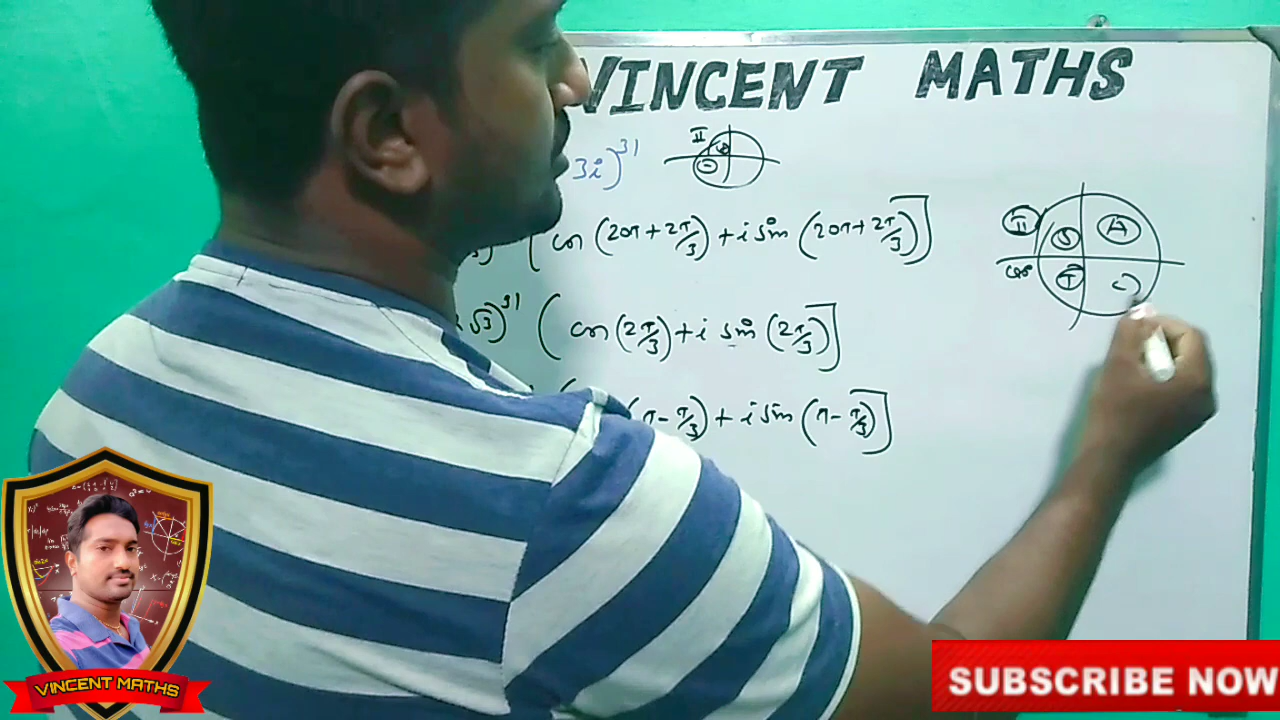 VINCENT MATHS
3i)³¹ II
(cos (20π + 2π/3) + i sin (20π + 2π/3)]
√3)³¹ (cos (2π/3) + i sin (2π/3)]
(π - π/3) + i sin (π - π/3)]
II S A
180° T
VINCENT MATHS
SUBSCRIBE NOW